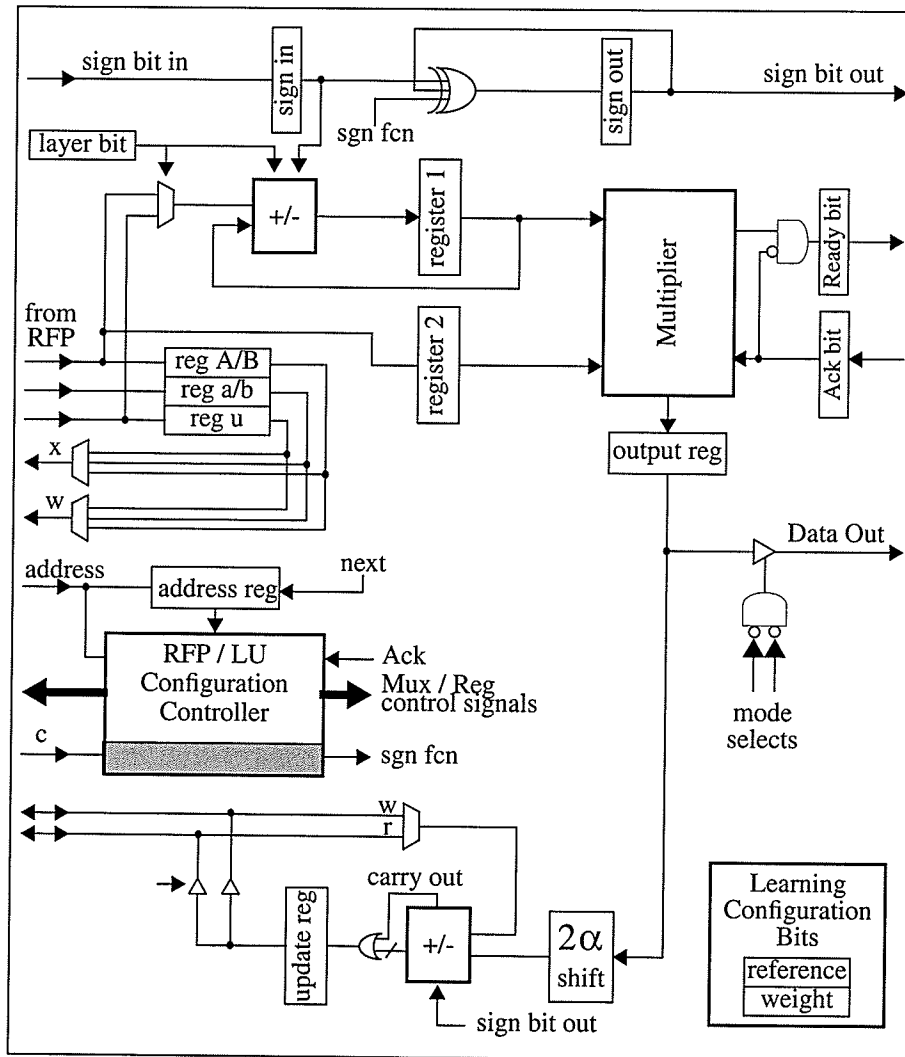 sign bit in
sign in
sgn fcn
sign out
sign bit out
layer bit
+/-
register 1
Multiplier
Ready bit
Ack bit
from
RFP
reg A/B
reg a/b
reg u
register 2
output reg
x
w
Data Out
address
address reg
next
RFP / LU
Configuration
Controller
Ack
Mux / Reg
control signals
c
sgn fcn
mode
selects
w
r
carry out
update reg
+/-
2α
shift
sign bit out
Learning
Configuration
Bits
reference
weight